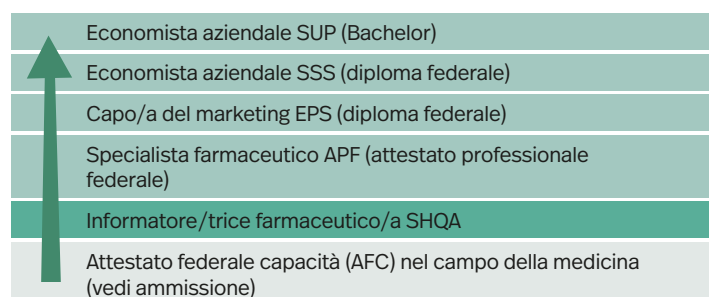 Economista aziendale SUP (Bachelor)
Economista aziendale SSS (diploma federale)
Capo/a del marketing EPS (diploma federale)
Specialista farmaceutico APF (attestato professionale
federale)
Informatore/trice farmaceutico/a SHQA
Attestato federale capacità (AFC) nel campo della medicina
(vedi ammissione)